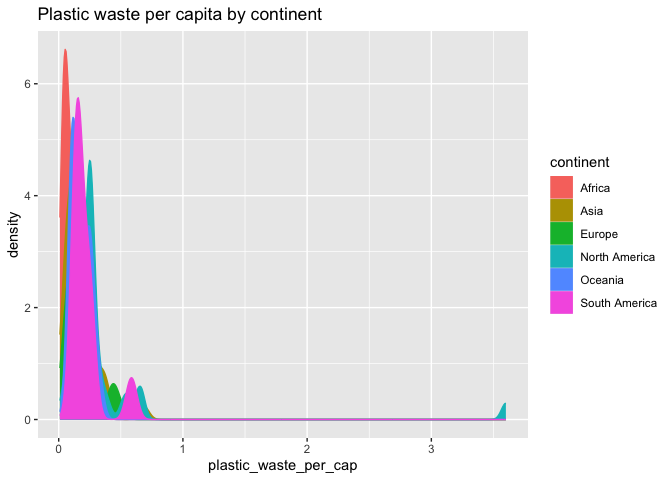 Plastic waste per capita by continent
density
6
4
2
0
0 1 2 3
plastic_waste_per_cap
continent
Africa
Asia
Europe
North America
Oceania
South America